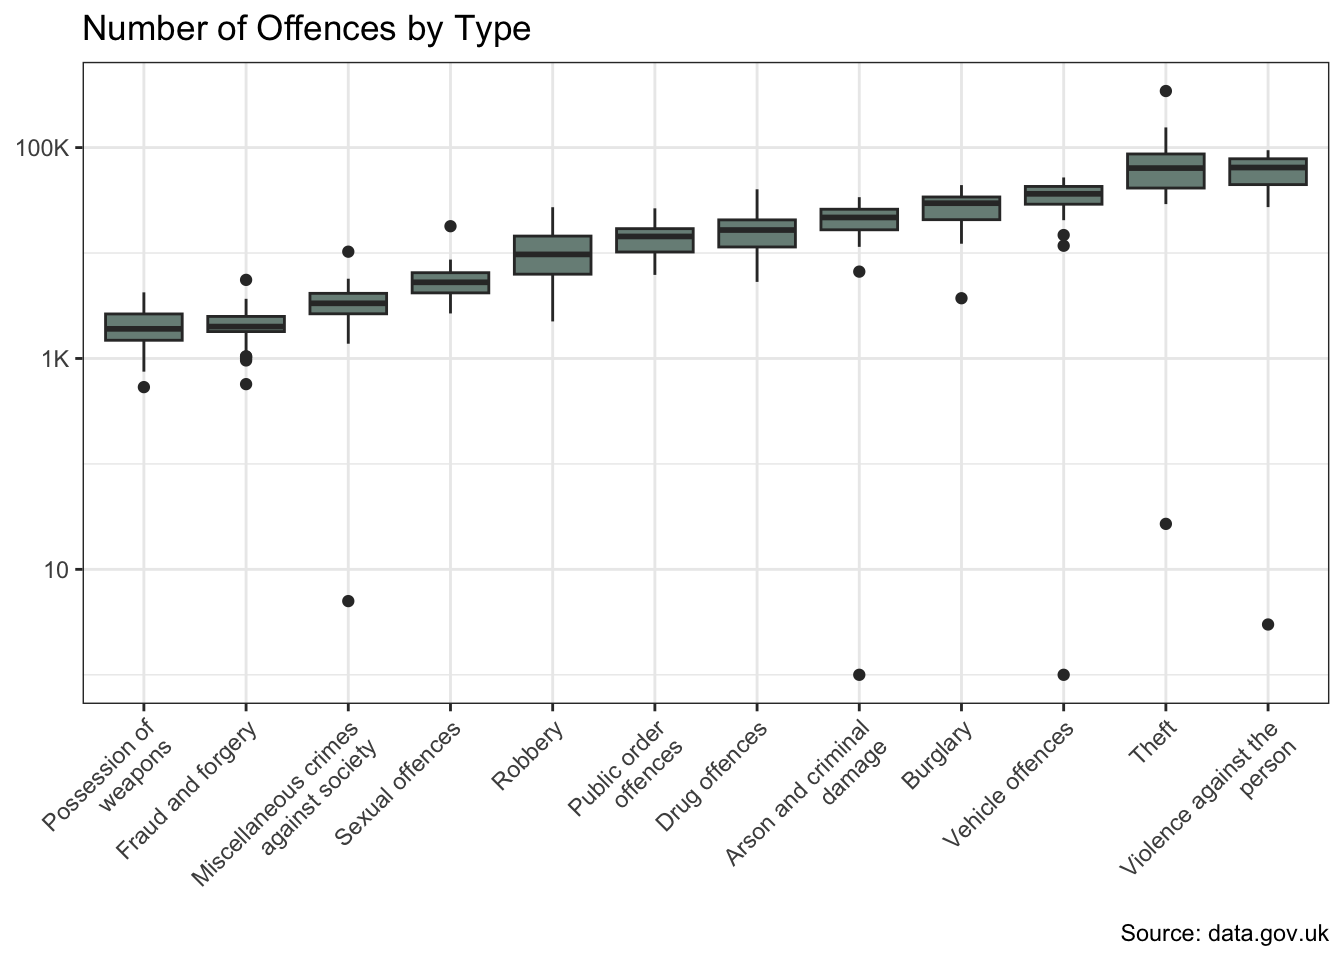 Number of Offences by Type
100K
1K
10
Possession of
weapons
Fraud and forgery
Miscellaneous crimes
against society
Sexual offences
Robbery
Public order
offences
Drug offences
Arson and criminal
damage
Burglary
Vehicle offences
Theft
Violence against the
person
Source: data.gov.uk